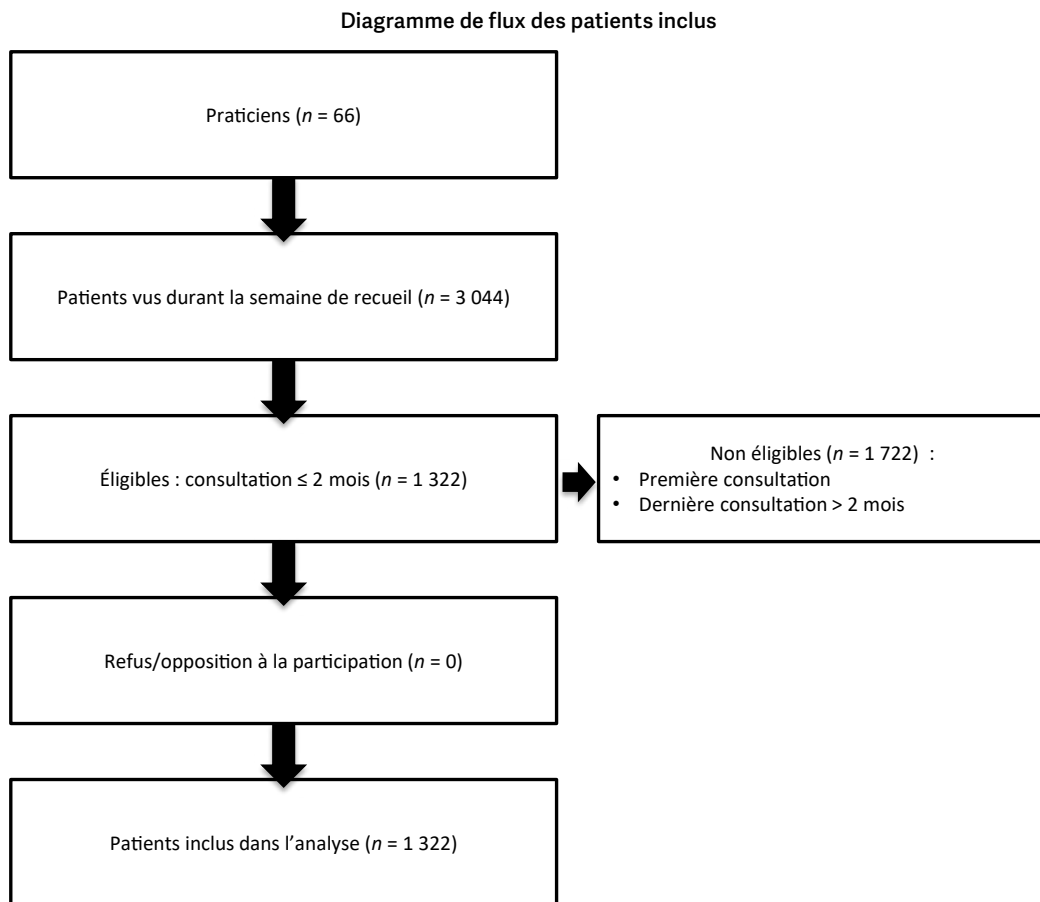 Diagramme de flux des patients inclus
Praticiens (n = 66)
Patients vus durant la semaine de recueil (n = 3 044)
Éligibles : consultation ≤ 2 mois (n = 1 322)
Non éligibles (n = 1 722) :
• Première consultation
• Dernière consultation > 2 mois
Refus/opposition à la participation (n = 0)
Patients inclus dans l’analyse (n = 1 322)